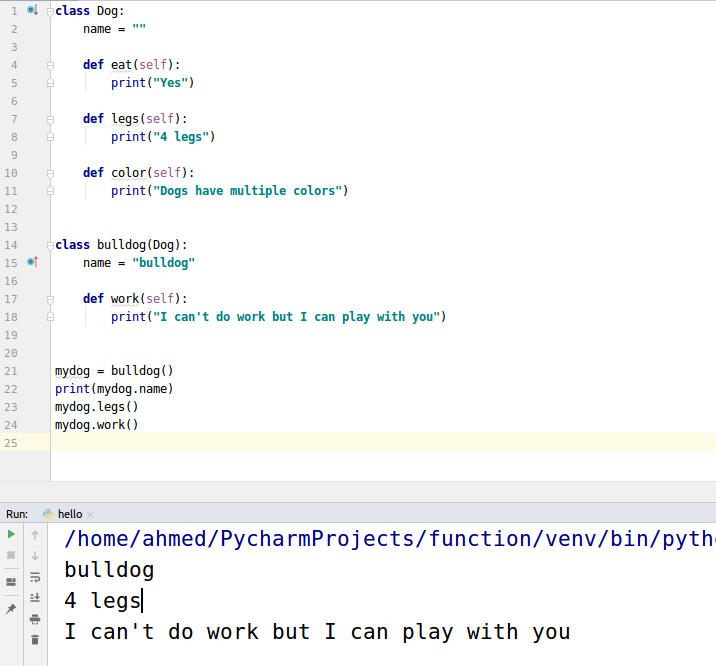 1 class Dog:
2     name = ""
3
4     def eat(self):
5         print("Yes")
6
7     def legs(self):
8         print("4 legs")
9
10     def color(self):
11         print("Dogs have multiple colors")
12
13
14 class bulldog(Dog):
15     name = "bulldog"
16
17     def work(self):
18         print("I can't do work but I can play with you")
19
20
21 mydog = bulldog()
22 print(mydog.name)
23 mydog.legs()
24 mydog.work()
25
Run: hello
/home/ahmed/PycharmProjects/function/venv/bin/pyth
bulldog
4 legs
I can't do work but I can play with you